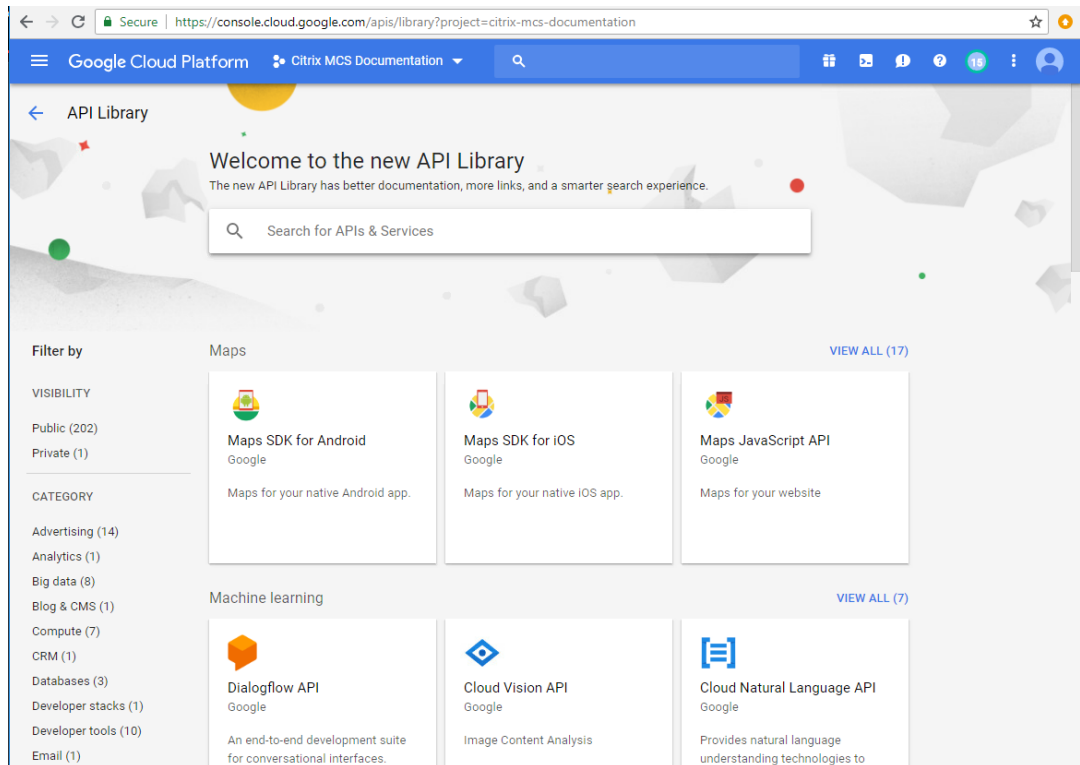 Secure | https://console.cloud.google.com/apis/library?project=citrix-mcs-documentation
Google Cloud Platform Citrix MCS Documentation 15
API Library
Welcome to the new API Library
The new API Library has better documentation, more links, and a smarter search experience.
Search for APIs & Services
Filter by
VISIBILITY
Public (202)
Private (1)
CATEGORY
Advertising (14)
Analytics (1)
Big data (8)
Blog & CMS (1)
Compute (7)
CRM (1)
Databases (3)
Developer stacks (1)
Developer tools (10)
Email (1)
Maps VIEW ALL (17)
Maps SDK for Android
Google
Maps for your native Android app.
Maps SDK for iOS
Google
Maps for your native iOS app.
JS
Maps JavaScript API
Google
Maps for your website
Machine learning VIEW ALL (7)
Dialogflow API
Google
An end-to-end development suite
for conversational interfaces.
Cloud Vision API
Google
Image Content Analysis
Cloud Natural Language API
Google
Provides natural language
understanding technologies to